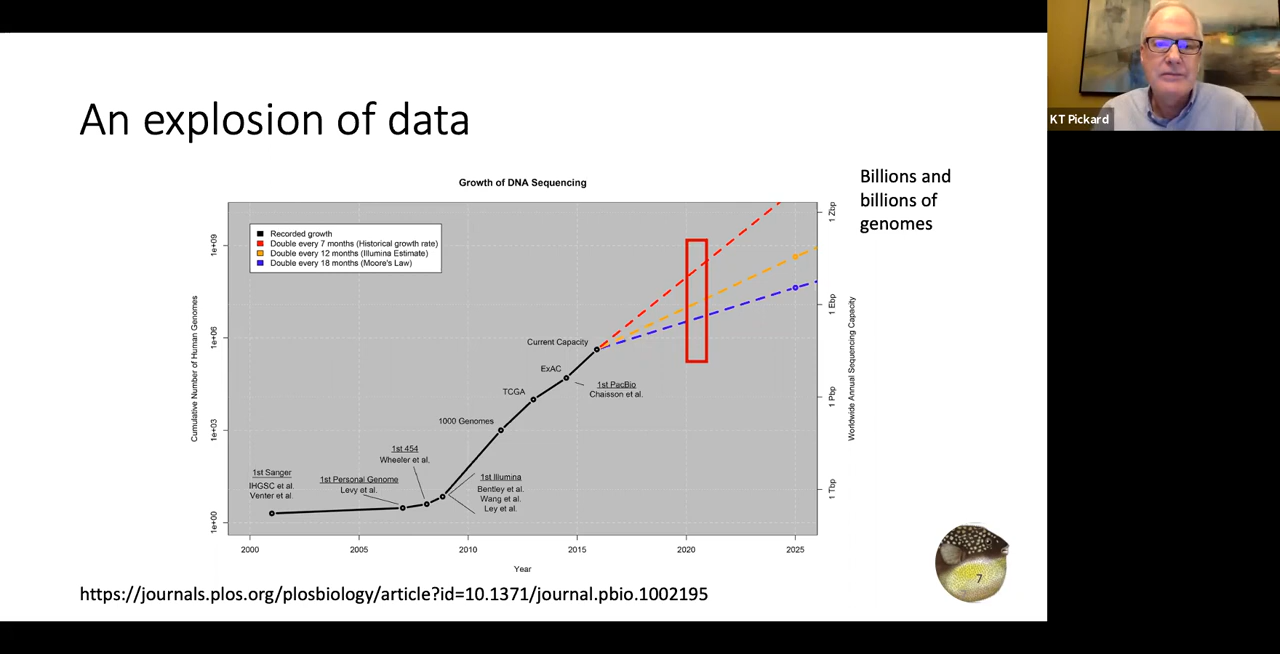 An explosion of data
KT Pickard
Billions and
billions of
genomes
Growth of DNA Sequencing
Recorded growth
Double every 7 months (Historical growth rate)
Double every 12 months (Illumina Estimate)
Double every 18 months (Moore's Law)
Cumulative Number of Human Genomes
1e+09
1e+06
1e+03
1e+00
Worldwide Annual Sequencing Capacity
1 Zbp
1 Ebp
1 Pbp
1 Tbp
Current Capacity
ExAC
1st PacBio
Chaisson et al.
TCGA
1000 Genomes
1st 454
Wheeler et al.
1st Sanger
IHGSC et al.
Venter et al.
1st Personal Genome
Levy et al.
1st Illumina
Bentley et al.
Wang et al.
Ley et al.
2000 2005 2010 2015 2020 2025
Year
https://journals.plos.org/plosbiology/article?id=10.1371/journal.pbio.1002195
7